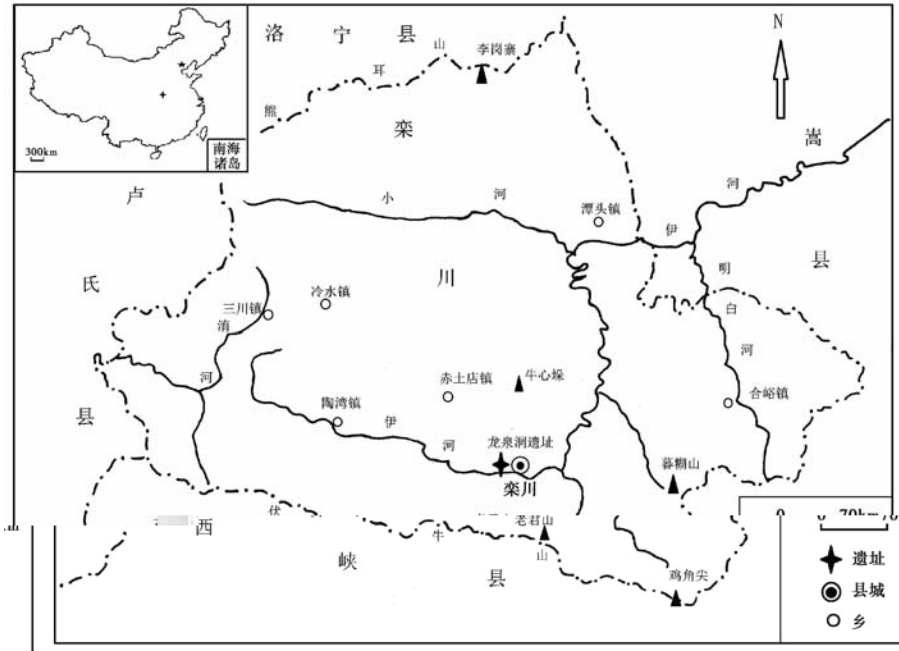 洛宁县
山
李岗寨
N
耳
熊
栾
嵩
300km
南海
诸岛
卢
小
河
潭头镇
伊
河
县
明
川
氏
冷水镇
三川镇
淯
白
河
河
赤土店镇
牛心垛
合峪镇
陶湾镇
伊
县
河
龙泉洞遗址
栾川
暮糊山
伏
西
牛
老君山
山
峡
县
鸡角尖
遗址
县城
乡